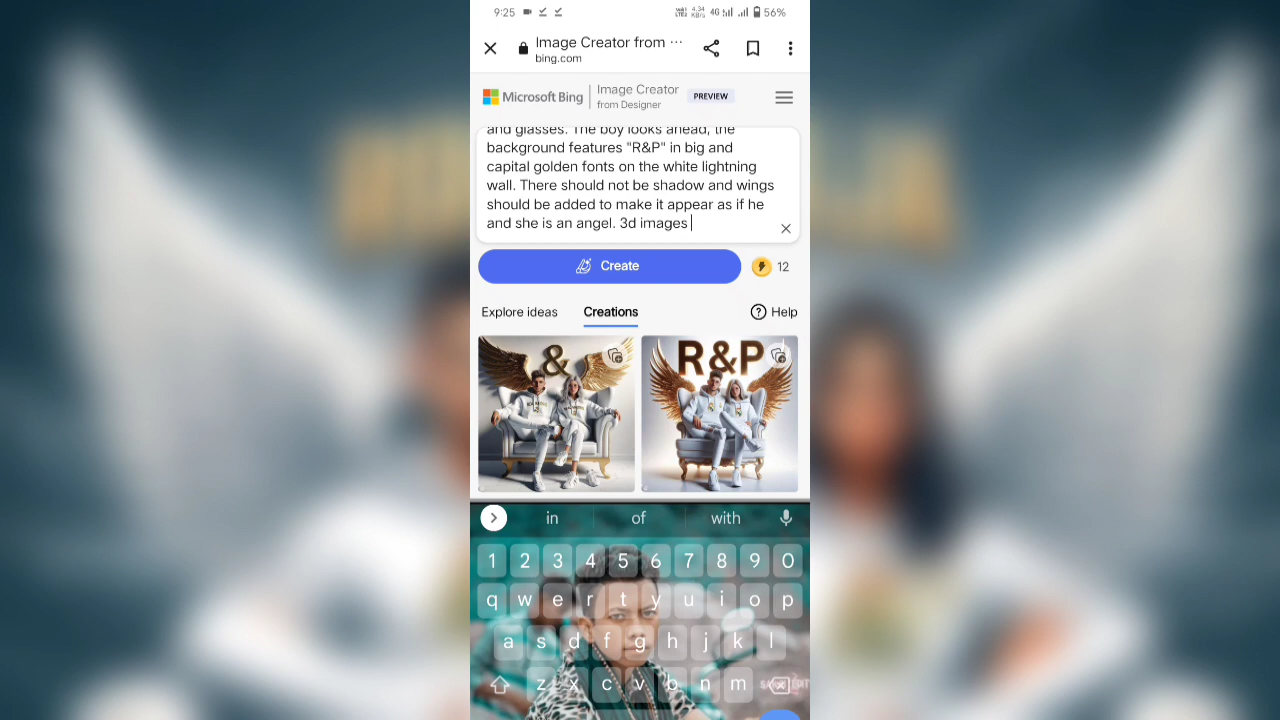 9:25
4.34
KB/s
4G
56%
Image Creator from ...
bing.com
Microsoft Bing
Image Creator
from Designer
PREVIEW
and glasses. The boy looks ahead, the
background features "R&P" in big and
capital golden fonts on the white lightning
wall. There should not be shadow and wings
should be added to make it appear as if he
and she is an angel. 3d images
Create
12
Explore ideas
Creations
Help
&
R&P
in
of
with
1 2 3 4 5 6 7 8 9 0
q w e r t y u i o p
a s d f g h j k l
z x c v b n m